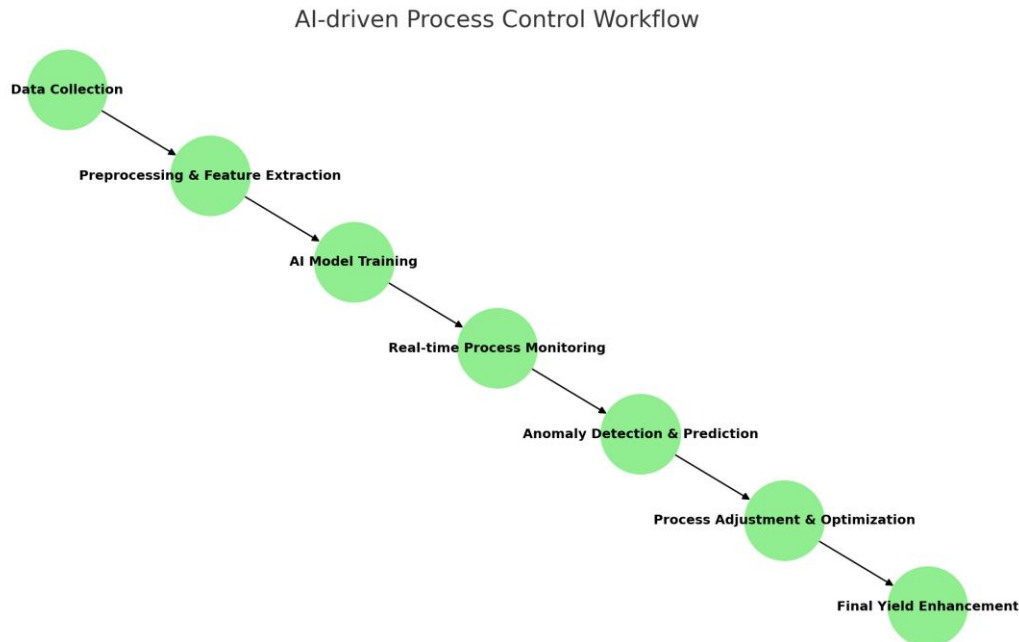 AI-driven Process Control Workflow
Data Collection
Preprocessing & Feature Extraction
AI Model Training
Real-time Process Monitoring
Anomaly Detection & Prediction
Process Adjustment & Optimization
Final Yield Enhancement